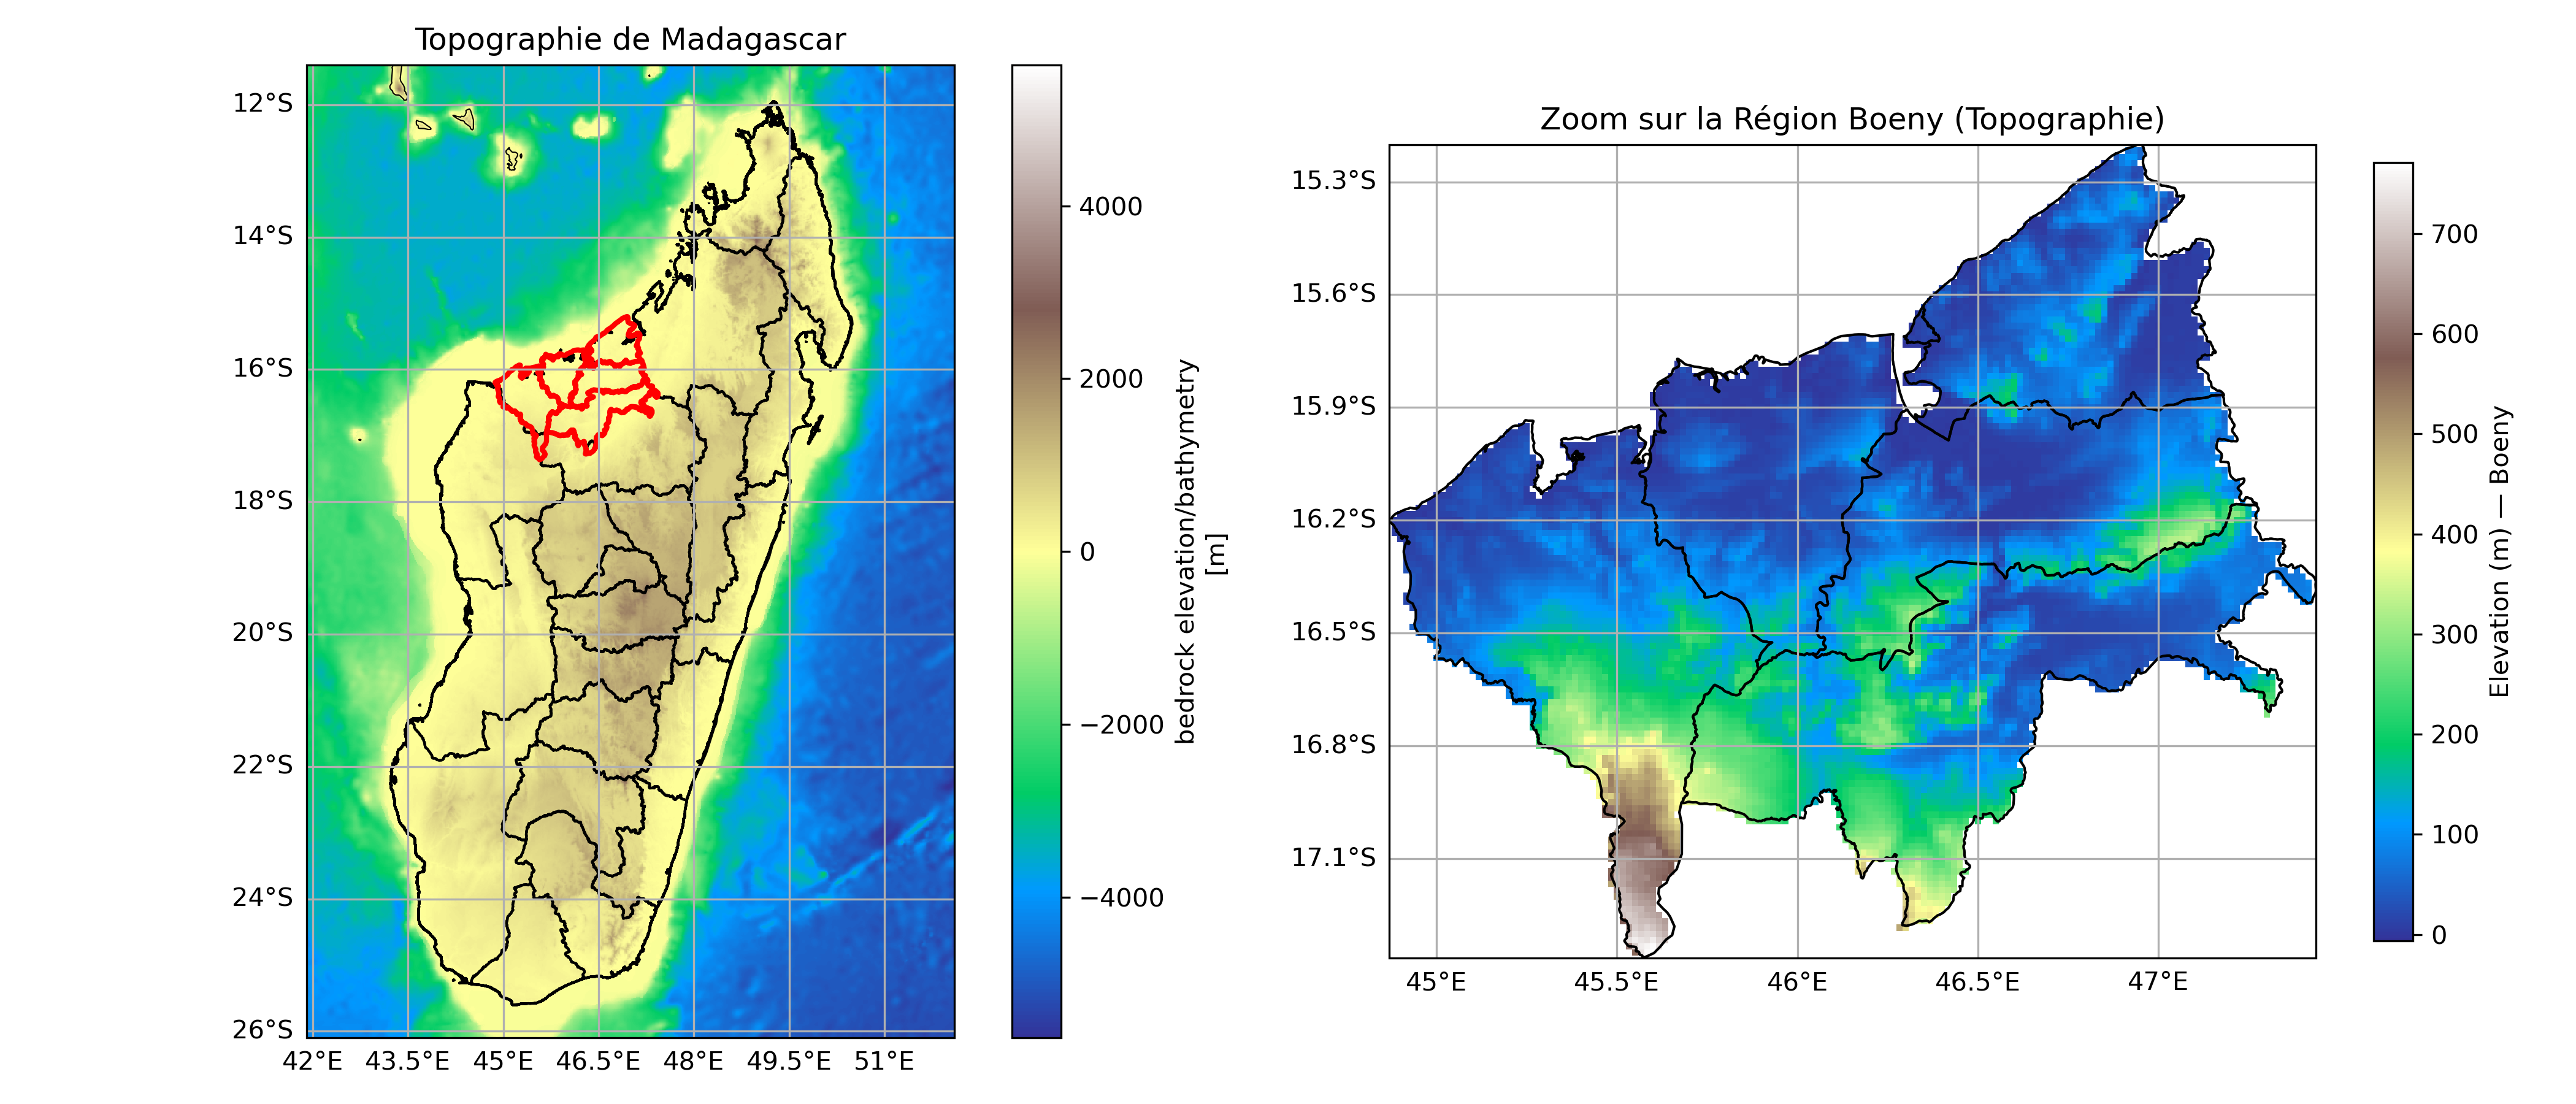 Topographie de Madagascar
12°S
14°S
16°S
18°S
20°S
22°S
24°S
26°S
42°E 43.5°E 45°E 46.5°E 48°E 49.5°E 51°E
4000
2000
0
−2000
−4000
bedrock elevation/bathymetry
[m]
Zoom sur la Région Boeny (Topographie)
15.3°S
15.6°S
15.9°S
16.2°S
16.5°S
16.8°S
17.1°S
45°E 45.5°E 46°E 46.5°E 47°E
700
600
500
400
300
200
100
0
Elevation (m) — Boeny